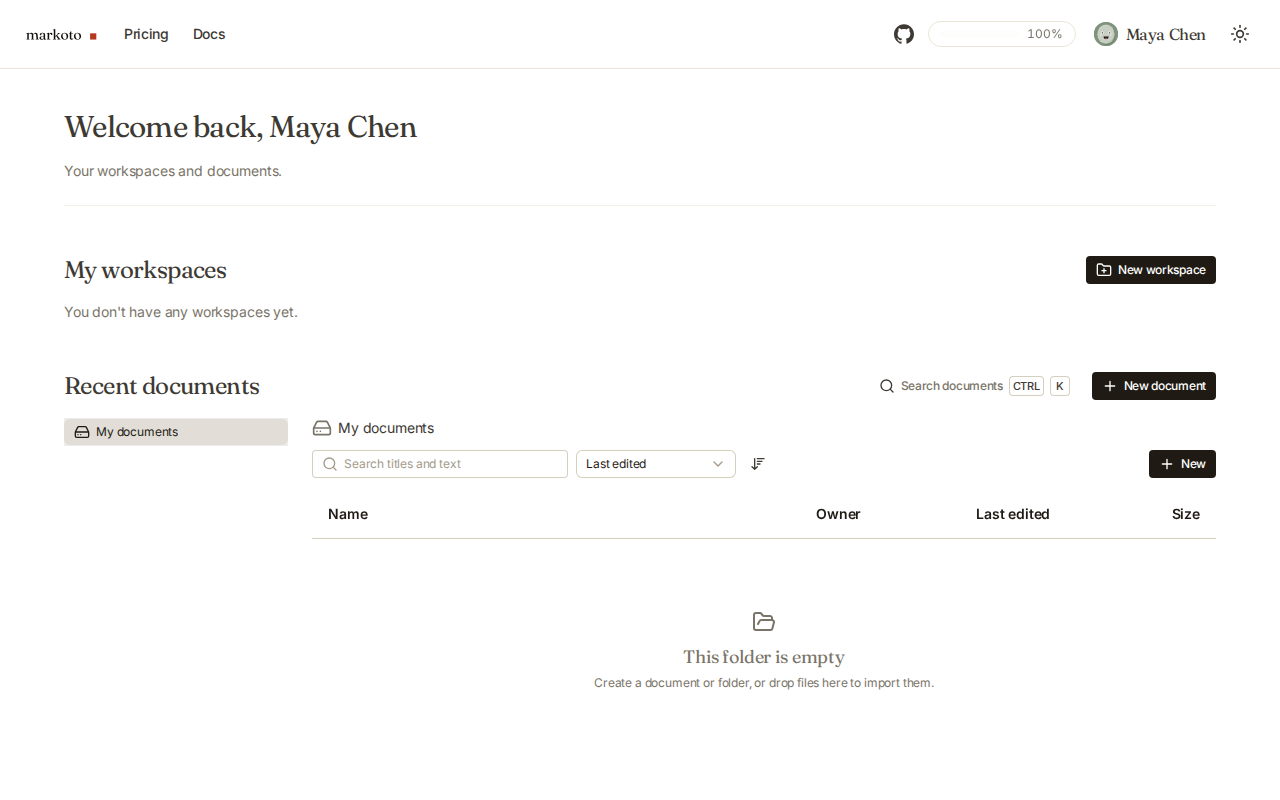 markoto Pricing Docs 100% Maya Chen
Welcome back, Maya Chen
Your workspaces and documents.
My workspaces New workspace
You don't have any workspaces yet.
Recent documents Search documents CTRL K New document
My documents
My documents
Search titles and text Last edited New
Name Owner Last edited Size
This folder is empty
Create a document or folder, or drop files here to import them.